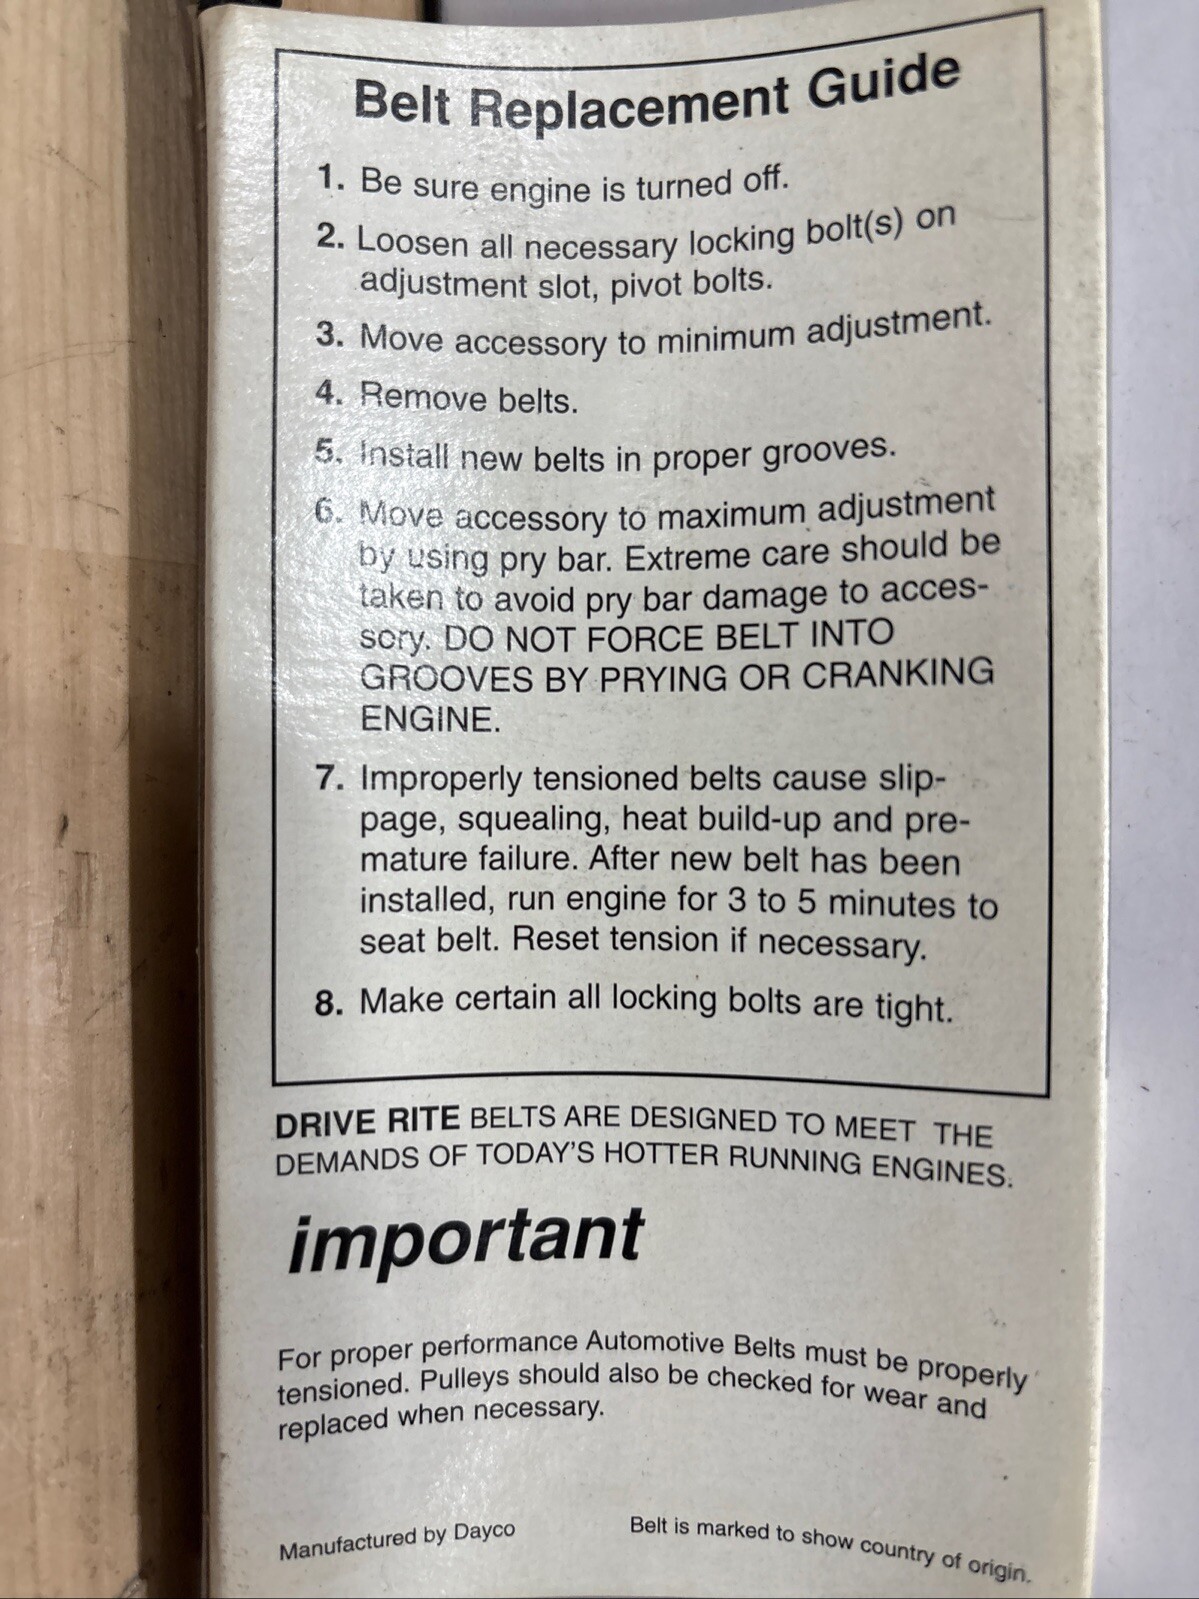 Belt Replacement Guide
1. Be sure engine is turned off.
2. Loosen all necessary locking bolt(s) on
adjustment slot, pivot bolts.
3. Move accessory to minimum adjustment.
4. Remove belts.
5. Install new belts in proper grooves.
6. Move accessory to maximum adjustment
by using pry bar. Extreme care should be
taken to avoid pry bar damage to acces-
sory. DO NOT FORCE BELT INTO
GROOVES BY PRYING OR CRANKING
ENGINE.
7. Improperly tensioned belts cause slip-
page, squealing, heat build-up and pre-
mature failure. After new belt has been
installed, run engine for 3 to 5 minutes to
seat belt. Reset tension if necessary.
8. Make certain all locking bolts are tight.
DRIVE RITE BELTS ARE DESIGNED TO MEET THE
DEMANDS OF TODAY'S HOTTER RUNNING ENGINES.
important
For proper performance Automotive Belts must be properly
tensioned. Pulleys should also be checked for wear and
replaced when necessary.
Manufactured by Dayco
Belt is marked to show country of origin.